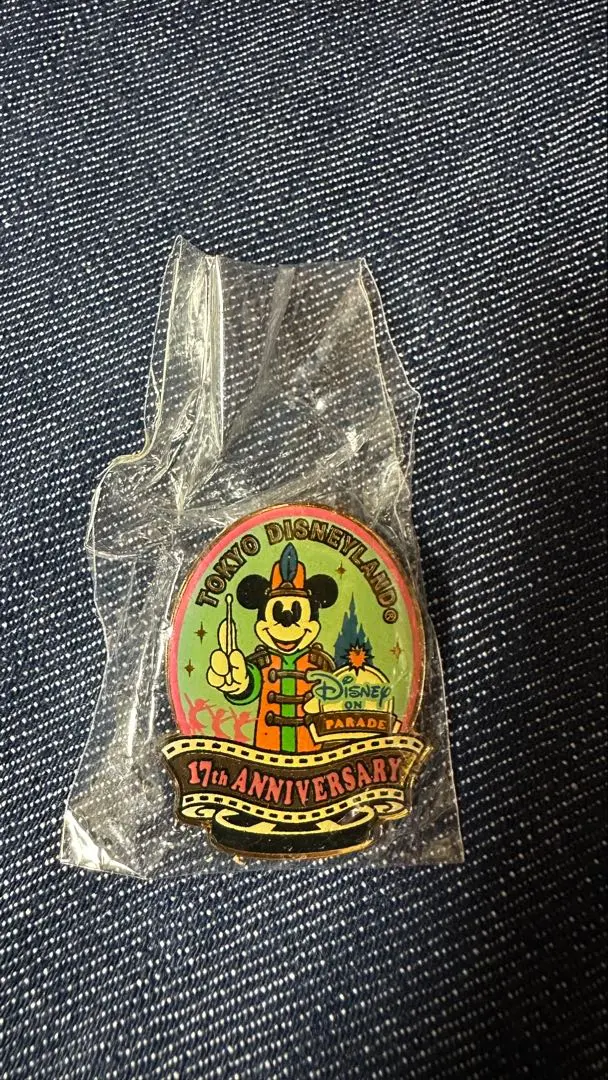 TOKYO DISNEYLAND®
Disney
ON
PARADE
17th ANNIVERSARY